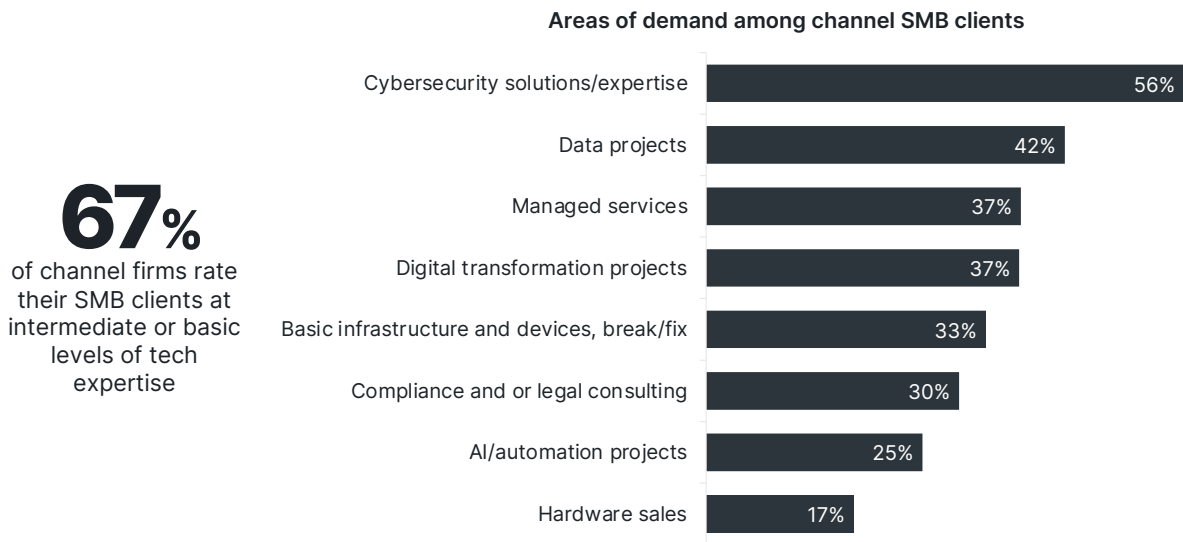 Areas of demand among channel SMB clients
67%
of channel firms rate
their SMB clients at
intermediate or basic
levels of tech
expertise
Cybersecurity solutions/expertise 56%
Data projects 42%
Managed services 37%
Digital transformation projects 37%
Basic infrastructure and devices, break/fix 33%
Compliance and or legal consulting 30%
AI/automation projects 25%
Hardware sales 17%